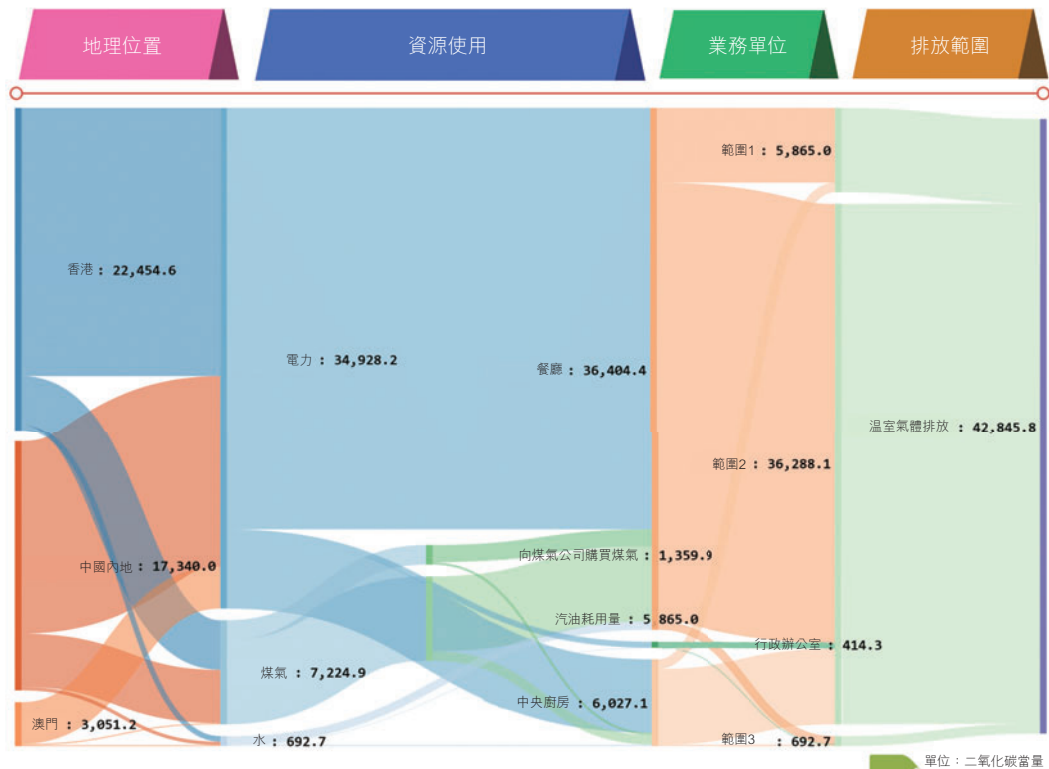 地理位置
資源使用
業務單位
排放範圍
範圍1 : 5,865.0
香港 : 22,454.6
電力 : 34,928.2
餐廳 : 36,404.4
溫室氣體排放 : 42,845.8
範圍2 : 36,288.1
中國內地 : 17,340.0
向煤氣公司購買煤氣 : 1,359.9
汽油耗用量 : 5,865.0
行政辦公室 : 414.3
煤氣 : 7,224.9
中央廚房 : 6,027.1
澳門 : 3,051.2
水 : 692.7
範圍3 : 692.7
單位：二氧化碳當量